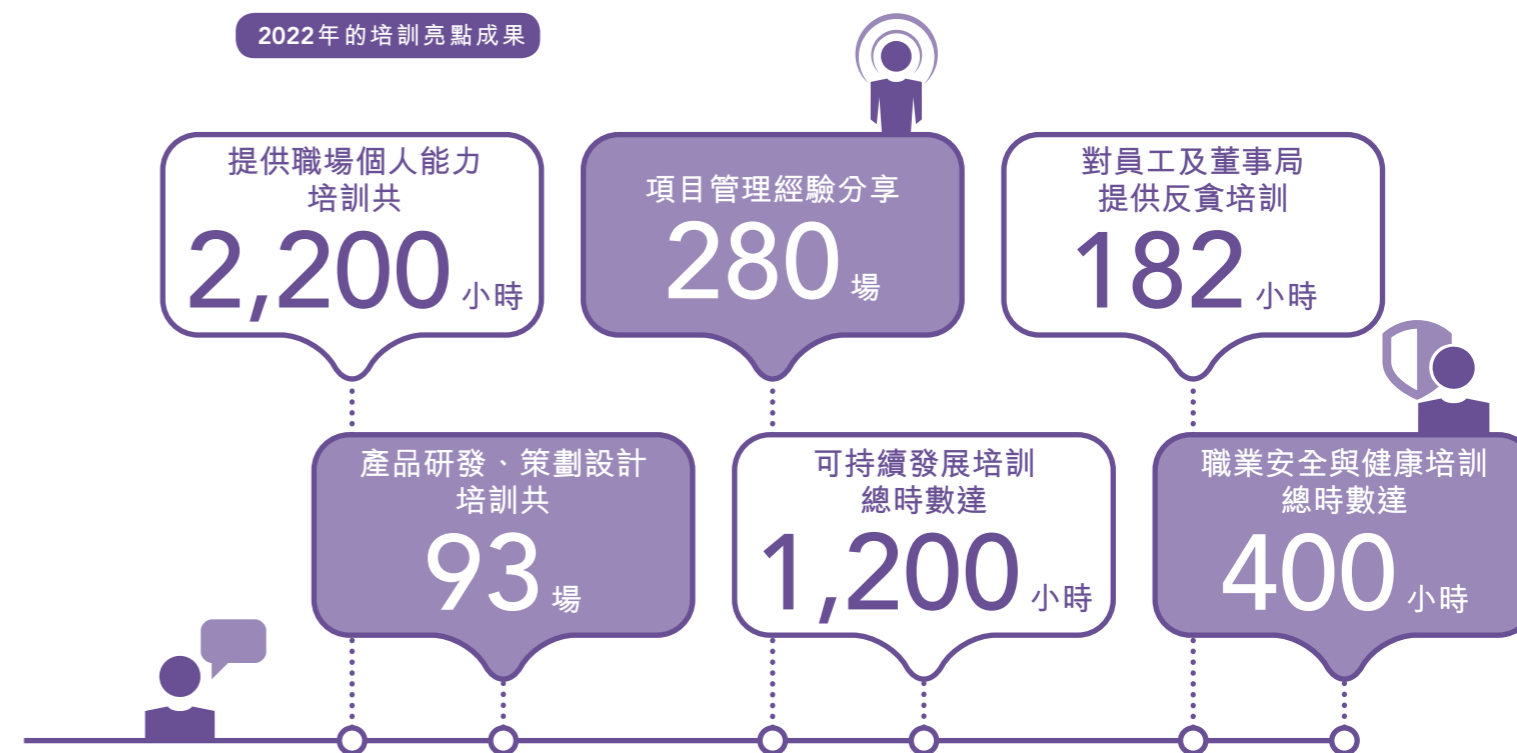 2022年的培訓亮點成果
提供職場個人能力
培訓共
2,200 小時
項目管理經驗分享
280 場
對員工及董事局
提供反貪培訓
182 小時
產品研發、策劃設計
培訓共
93 場
可持續發展培訓
總時數達
1,200 小時
職業安全與健康培訓
總時數達
400 小時